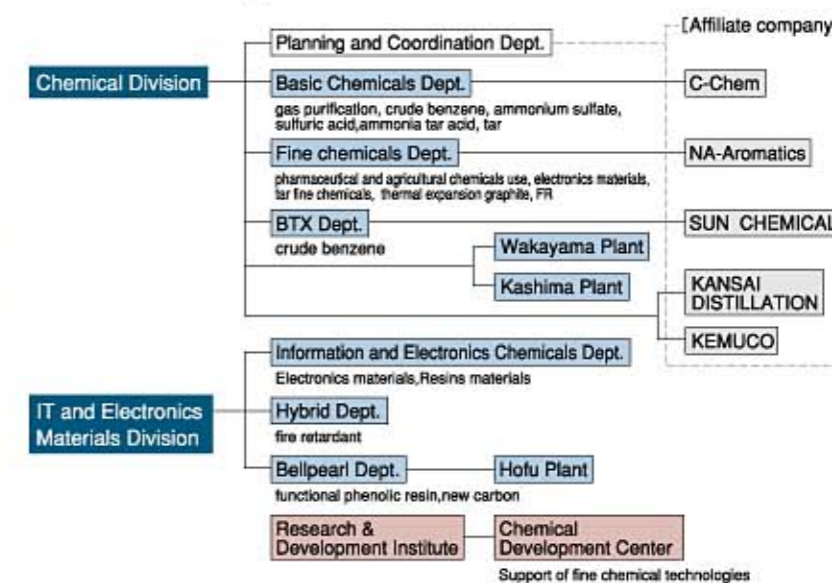 [Affiliate company
Planning and Coordination Dept.
Chemical Division
Basic Chemicals Dept.
C-Chem
gas purification, crude benzene, ammonium sulfate,
sulfuric acid,ammonia tar acid, tar
Fine chemicals Dept.
NA-Aromatics
pharmaceutical and agricultural chemicals use, electronics materials,
tar fine chemicals, thermal expansion graphite, FR
BTX Dept.
SUN CHEMICAL
crude benzene
Wakayama Plant
Kashima Plant
KANSAI
DISTILLATION
KEMUCO
Information and Electronics Chemicals Dept.
Electronics materials,Resins materials
IT and Electronics
Materials Division
Hybrid Dept.
fire retardant
Bellpearl Dept.
Hofu Plant
functional phenolic resin,new carbon
Research &
Development Institute
Chemical
Development Center
Support of fine chemical technologies